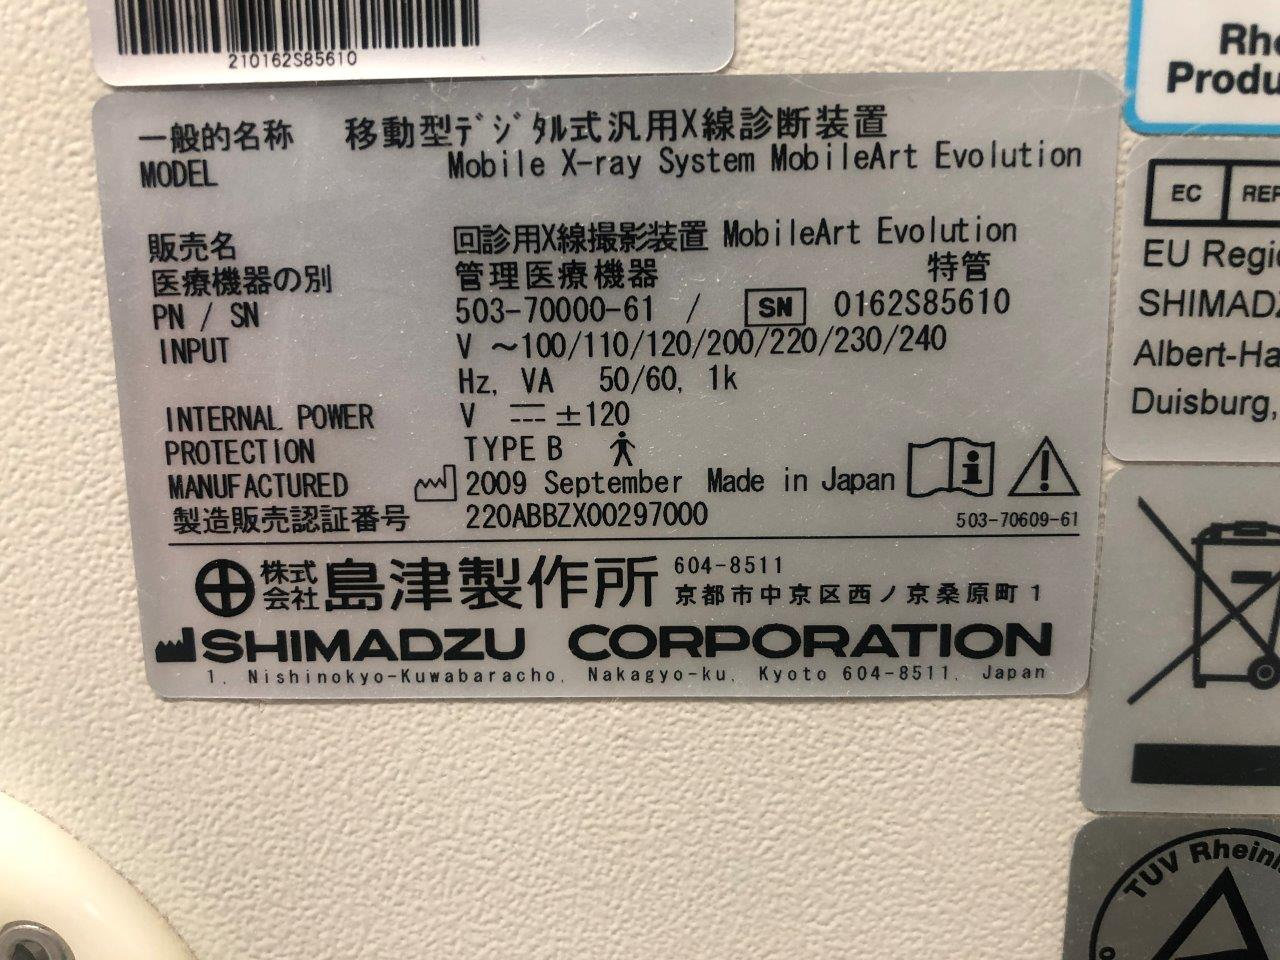 210162S85610
一般的名称 移動型ﾃﾞｼﾞﾀﾙ式汎用X線診断装置
MODEL Mobile X-ray System MobileArt Evolution
販売名 回診用X線撮影装置 MobileArt Evolution
医療機器の別 管理医療機器 特管
PN / SN 503-70000-61 / SN 0162S85610
INPUT V ～100/110/120/200/220/230/240
Hz, VA 50/60, 1k
INTERNAL POWER V ±120
PROTECTION TYPE B
MANUFACTURED 2009 September Made in Japan
製造販売認証番号 220ABBZX00297000
503-70609-61
株式会社 島津製作所 604-8511
京都市中京区西ノ京桑原町1
SHIMADZU CORPORATION
1, Nishinokyo-Kuwabaracho, Nakagyo-ku, Kyoto 604-8511, Japan
Produ
EC REP
EU Regi
SHIMADZ
Albert-Ha
Duisburg,
TÜV Rheinl